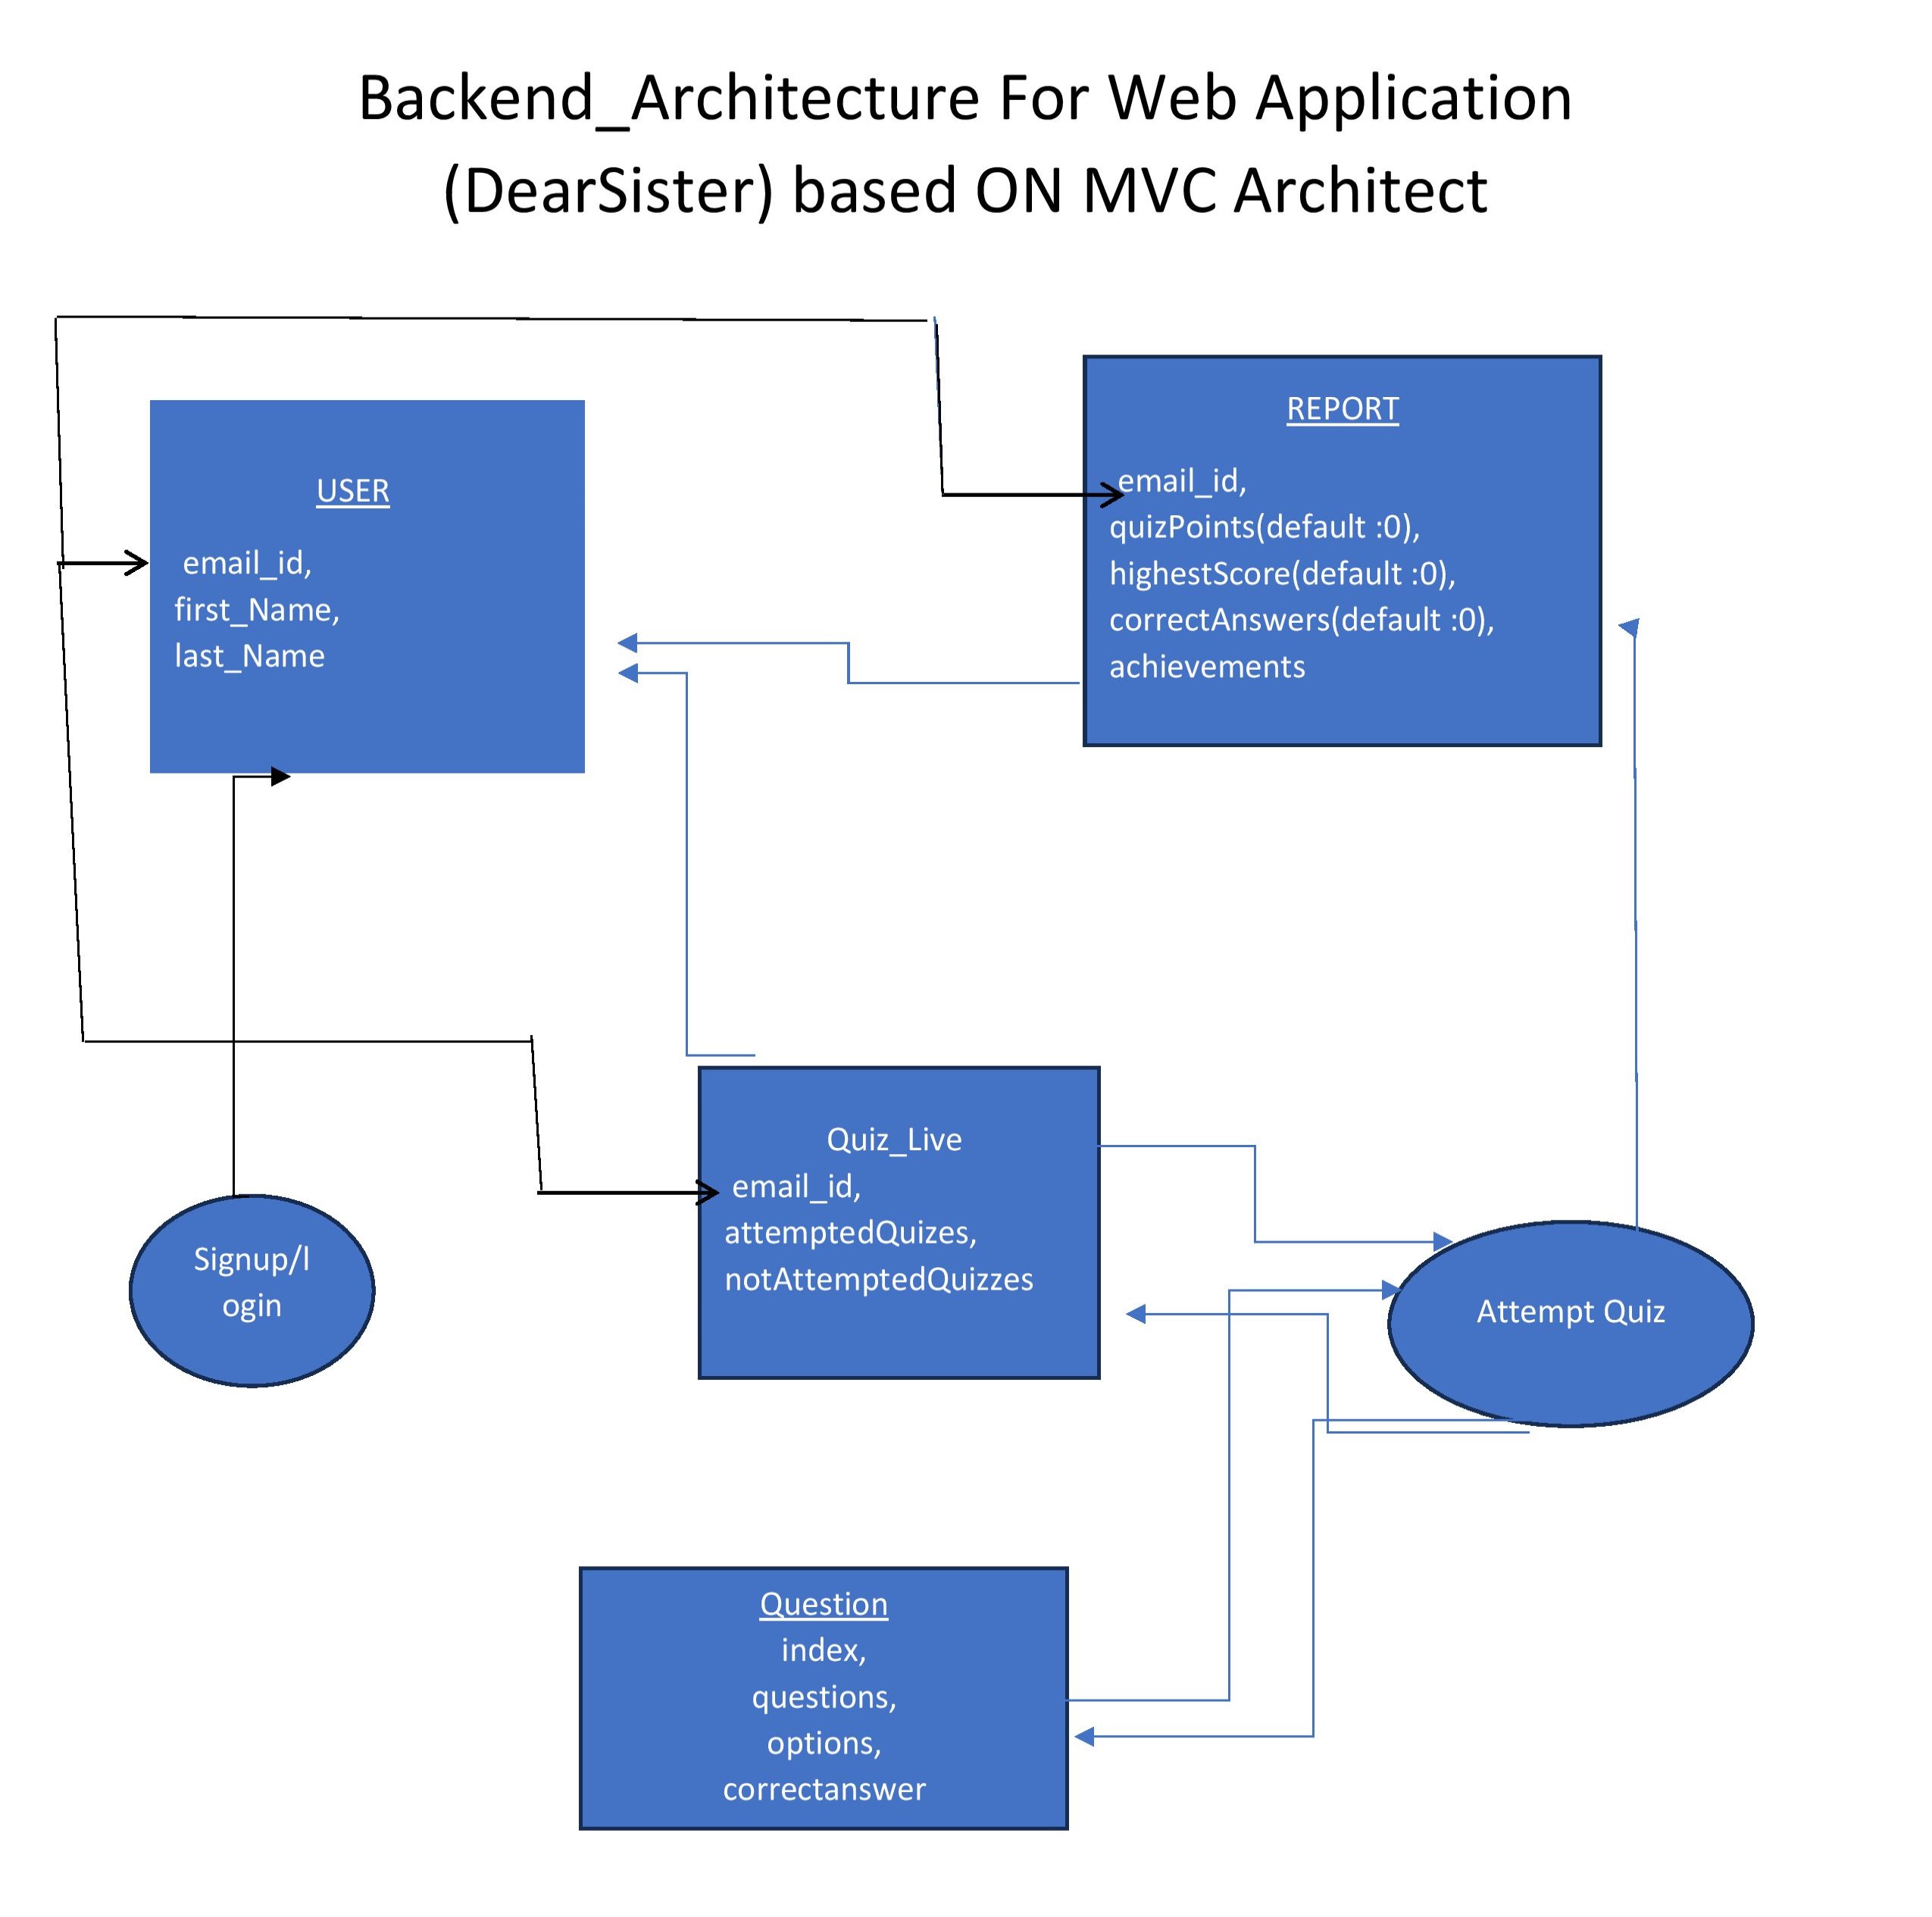 Backend_Architecture For Web Application
(DearSister) based ON MVC Architect
USER
email_id,
first_Name,
last_Name
REPORT
email_id,
quizPoints(default :0),
highestScore(default :0),
correctAnswers(default :0),
achievements
Quiz_Live
email_id,
attemptedQuizes,
notAttemptedQuizzes
Signup/l
ogin
Attempt Quiz
Question
index,
questions,
options,
correctanswer